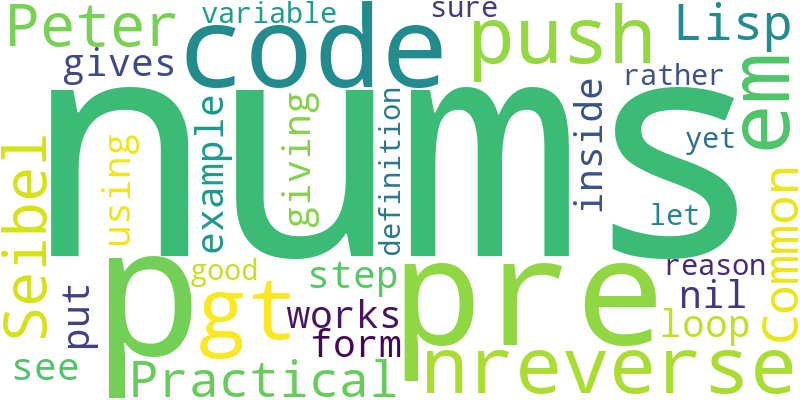 Peter
variable
sure
Lisp
gives
code
push
rather
em
nums
Seibel
using
example
giving
definition
inside
yet
let
Common
put
p
good
gt
step
works
form
pre
reason
nil
loop
see
Practical
nreverse